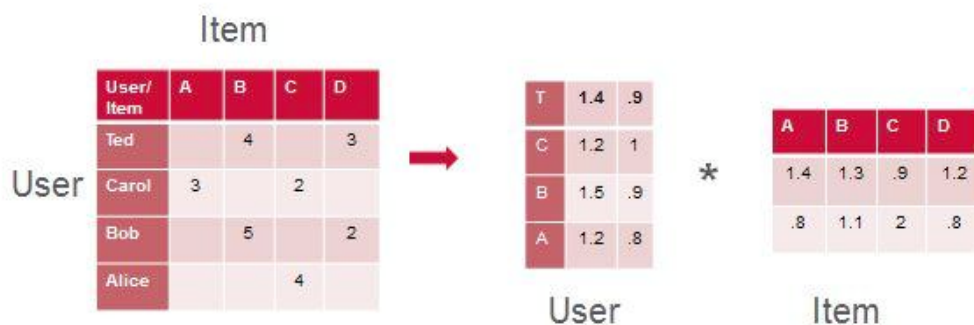 Item
User/ Item A B C D
Ted 4 3
User
Carol 3 2
Bob 5 2
Alice 4
T 1.4 .9
C 1.2 1
B 1.5 .9
A 1.2 .8
User
*
A B C D
1.4 1.3 .9 1.2
.8 1.1 2 .8
Item